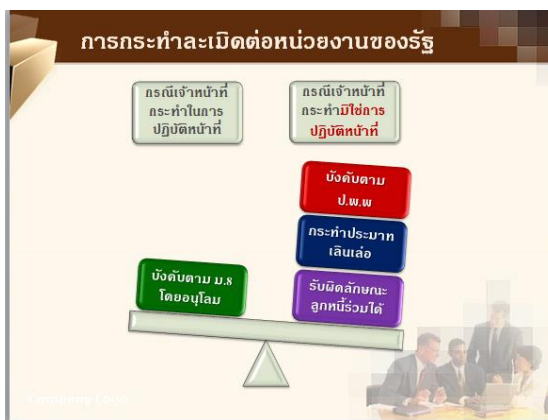 การกระทำละเมิดต่อหน่วยงานของรัฐ
กรณีเจ้าหน้าที่
กระทำในการ
ปฏิบัติหน้าที่
กรณีเจ้าหน้าที่
กระทำมิใช่การ
ปฏิบัติหน้าที่
บังคับตาม
ป.พ.พ
กระทำประมาท
เลินเล่อ
บังคับตาม ม.8
โดยอนุโลม
รับผิดลักษณะ
ลูกหนี้ร่วมได้
Company Logo